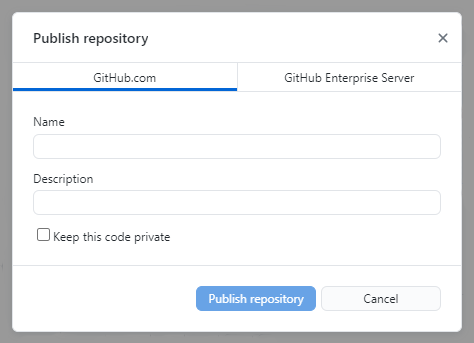 Publish repository
GitHub.com
GitHub Enterprise Server
Name
Description
Keep this code private
Publish repository
Cancel